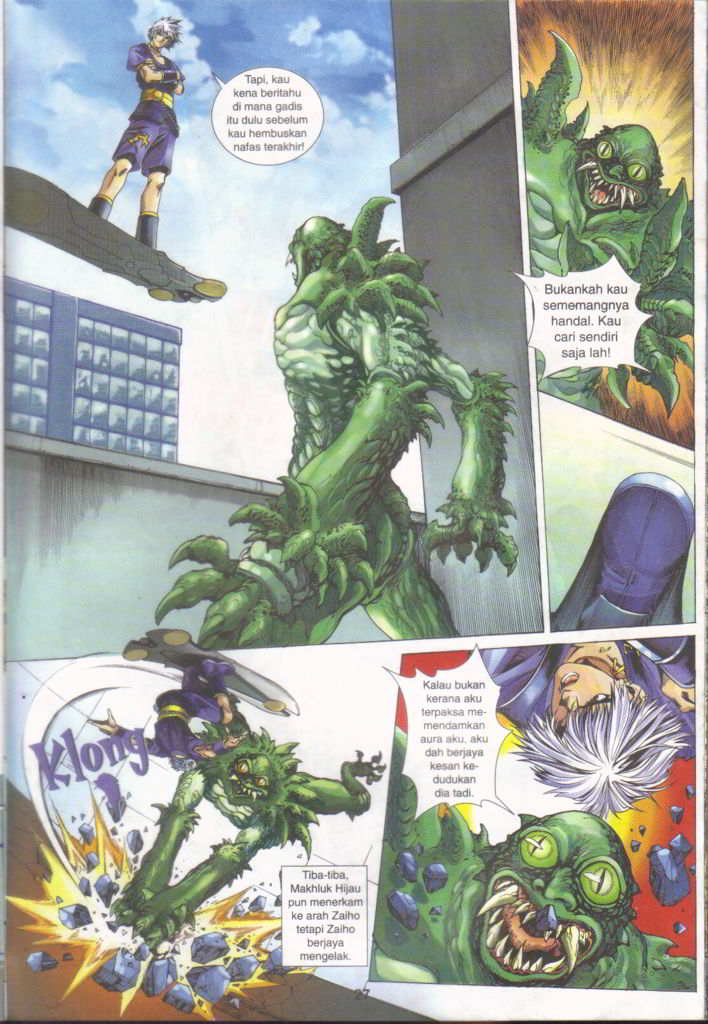 Tapi, kau
kena beritahu
di mana gadis
itu dulu sebelum
kau hembuskan
nafas terakhir!
Bukankah kau
sememangnya
handal. Kau
cari sendiri
saja lah!
Klong
Tiba-tiba,
Makhluk Hijau
pun menerkam
ke arah Zaiho
tetapi Zaiho
berjaya
mengelak.
Kalau bukan
kerana aku
terpaksa me-
mendamkan
aura aku, aku
dah berjaya
kesan ke-
dudukan
dia tadi.
27